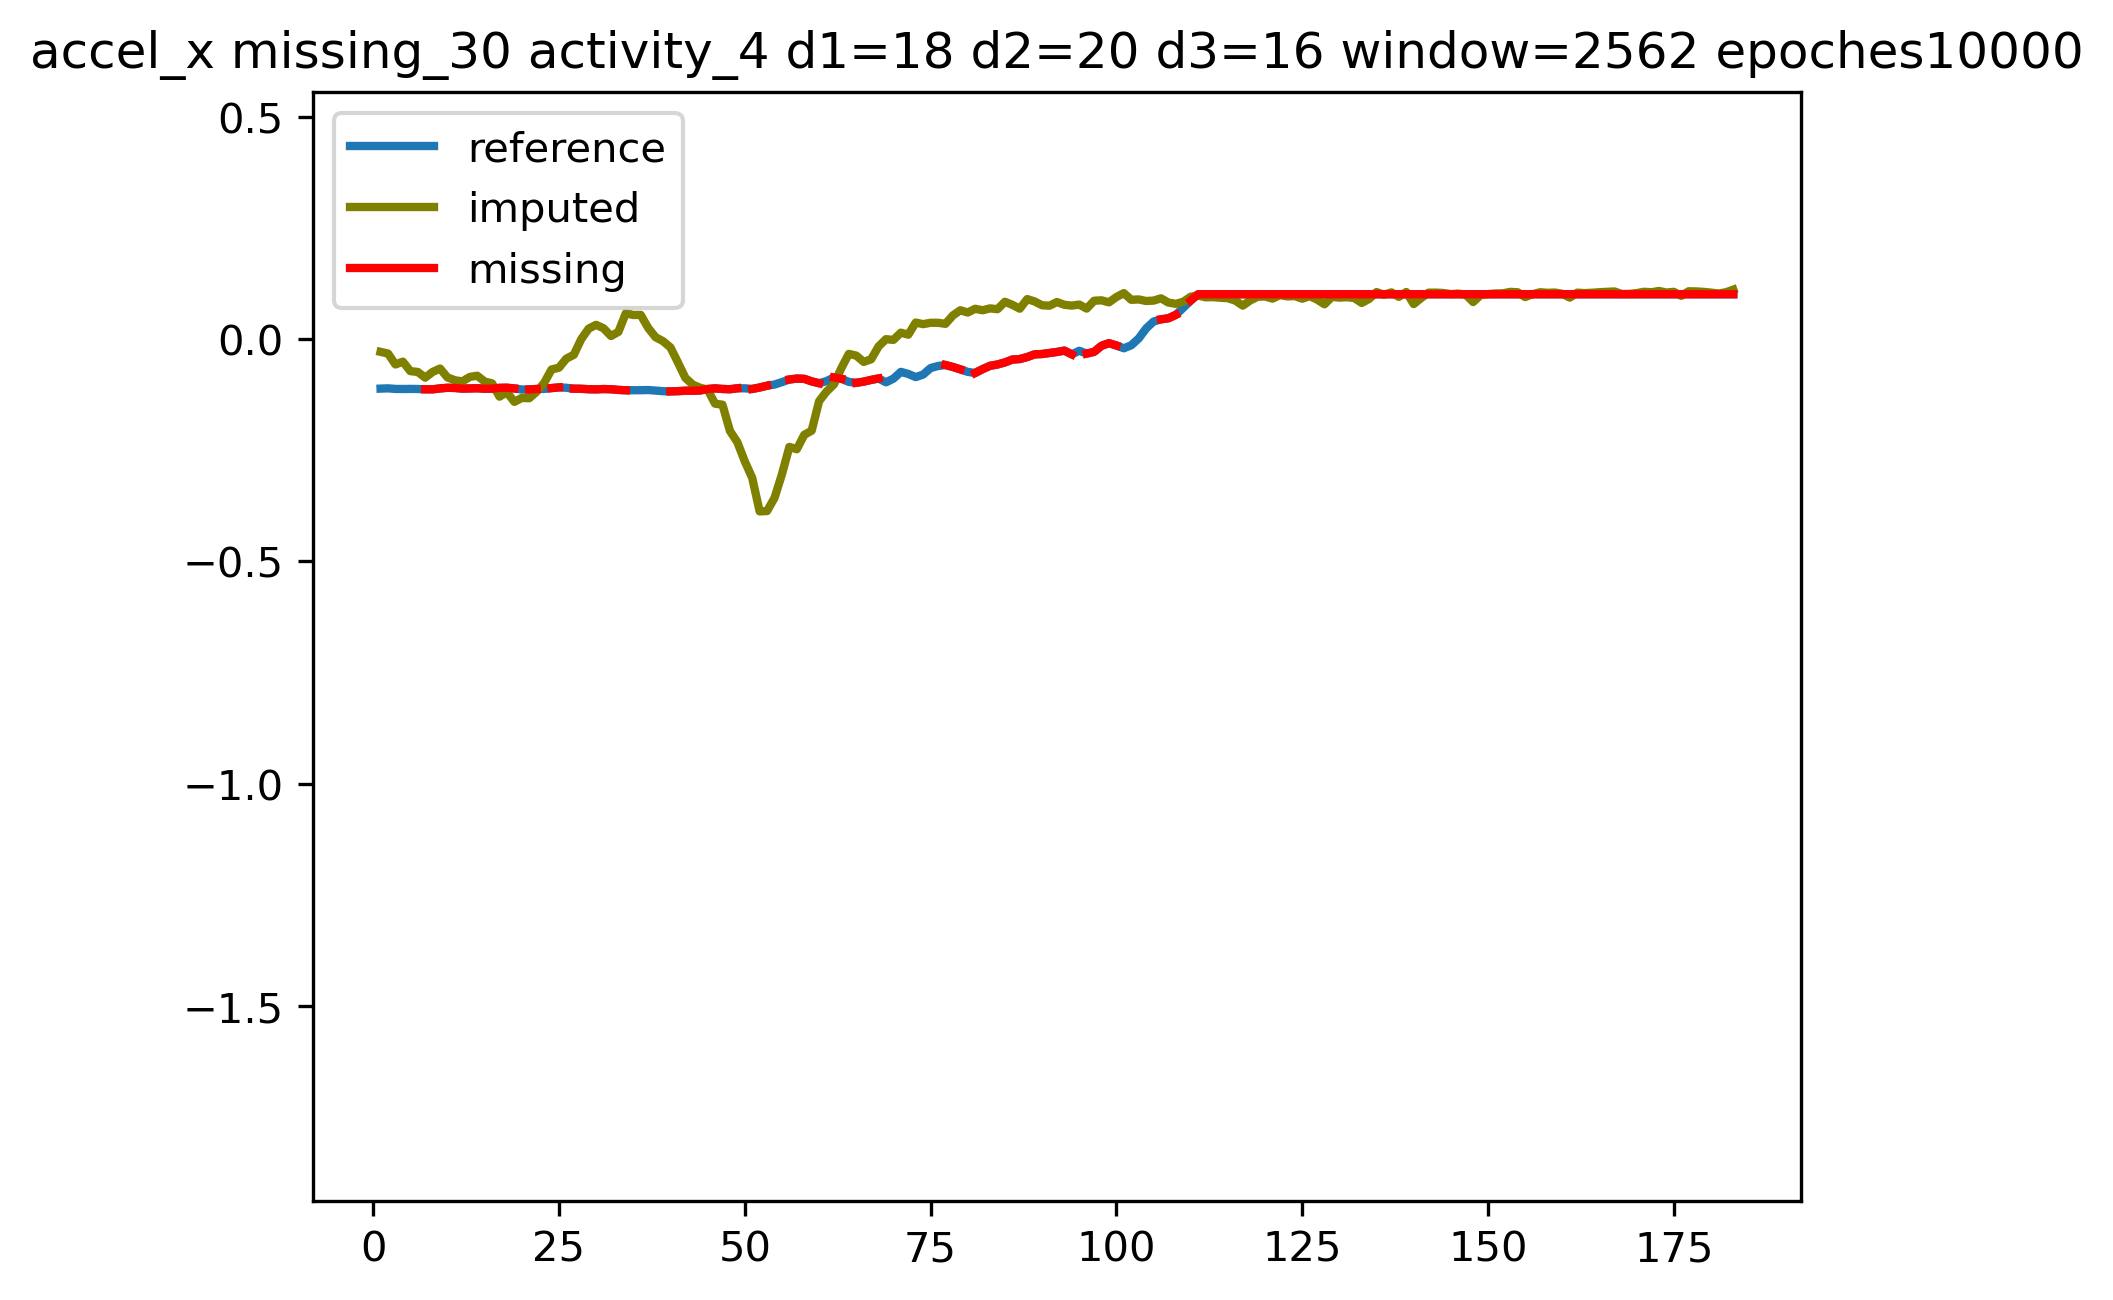 accel_x missing_30 activity_4 d1=18 d2=20 d3=16 window=2562 epoches10000
reference
imputed
missing
0.5
0.0
−0.5
−1.0
−1.5
0 25 50 75 100 125 150 175